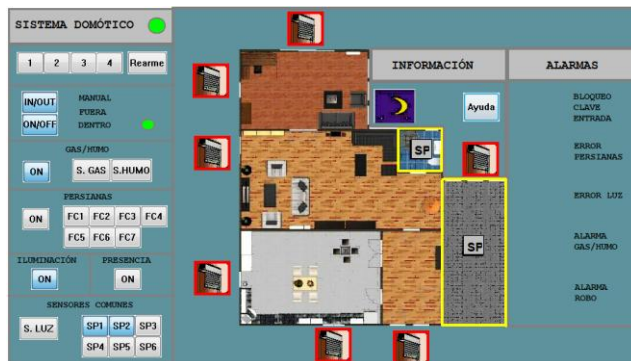 SISTEMA DOMÓTICO
1 2 3 4 Rearme
IN/OUT
ON/OFF
MANUAL
FUERA
DENTRO
GAS/HUMO
ON S. GAS S.HUMO
PERSIANAS
ON FC1 FC2 FC3 FC4
FC5 FC6 FC7
ILUMINACIÓN PRESENCIA
ON ON
SENSORES COMUNES
S. LUZ SP1 SP2 SP3
SP4 SP5 SP6
SP
SP
INFORMACIÓN
Ayuda
ALARMAS
BLOQUEO
CLAVE
ENTRADA
ERROR
PERSIANAS
ERROR LUZ
ALARMA
GAS/HUMO
ALARMA
ROBO